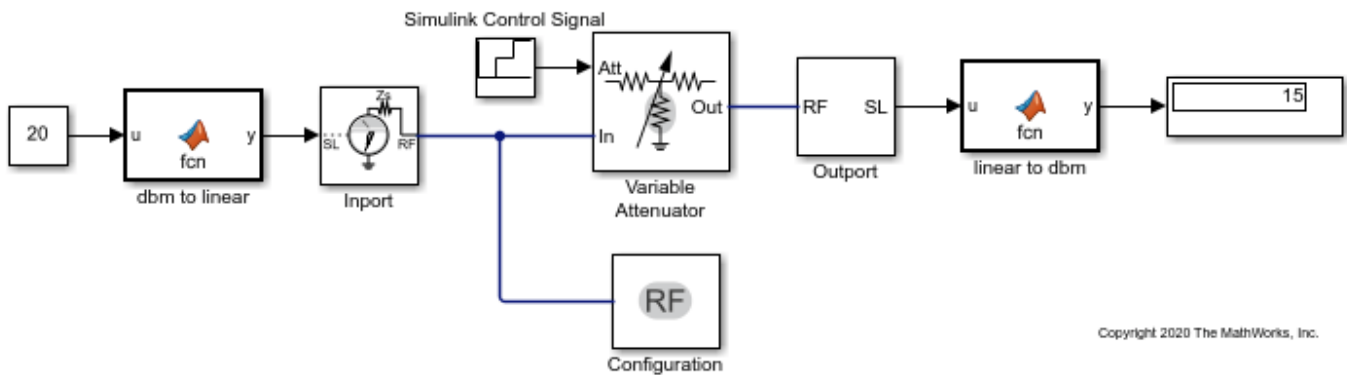 Simulink Control Signal
20
u
y
fcn
dbm to linear
SL
Zs
RF
Inport
Att
In
Out
Variable
Attenuator
RF
SL
Outport
u
y
fcn
linear to dbm
15
RF
Configuration
Copyright 2020 The MathWorks, Inc.